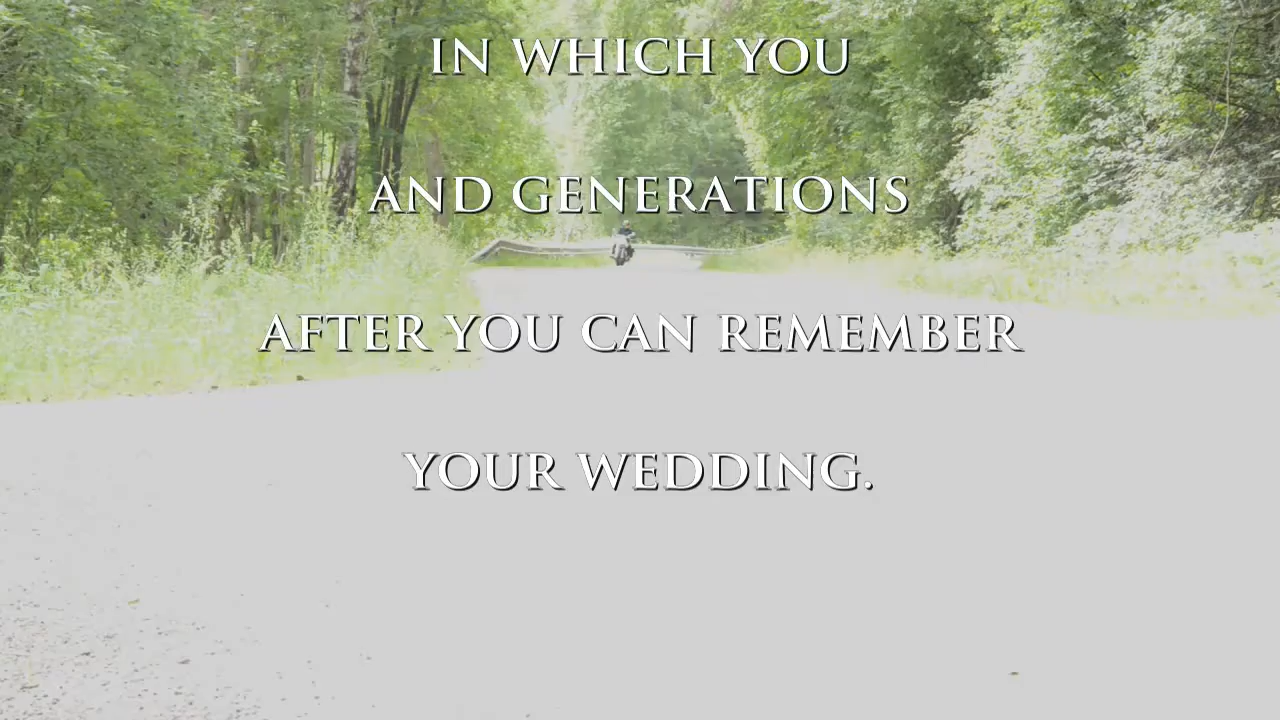 IN WHICH YOU
AND GENERATIONS
AFTER YOU CAN REMEMBER
YOUR WEDDING.